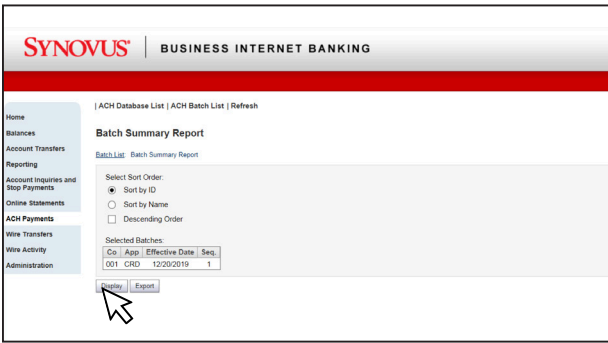 SYNOVUS® | BUSINESS INTERNET BANKING
| ACH Database List | ACH Batch List | Refresh
Home
Balances
Account Transfers
Reporting
Account Inquiries and
Stop Payments
Online Statements
ACH Payments
Wire Transfers
Wire Activity
Administration
Batch Summary Report
Batch List Batch Summary Report
Select Sort Order:
Sort by ID
Sort by Name
Descending Order
Selected Batches:
Co App Effective Date Seq.
001 CRD 12/20/2019 1
Display Export